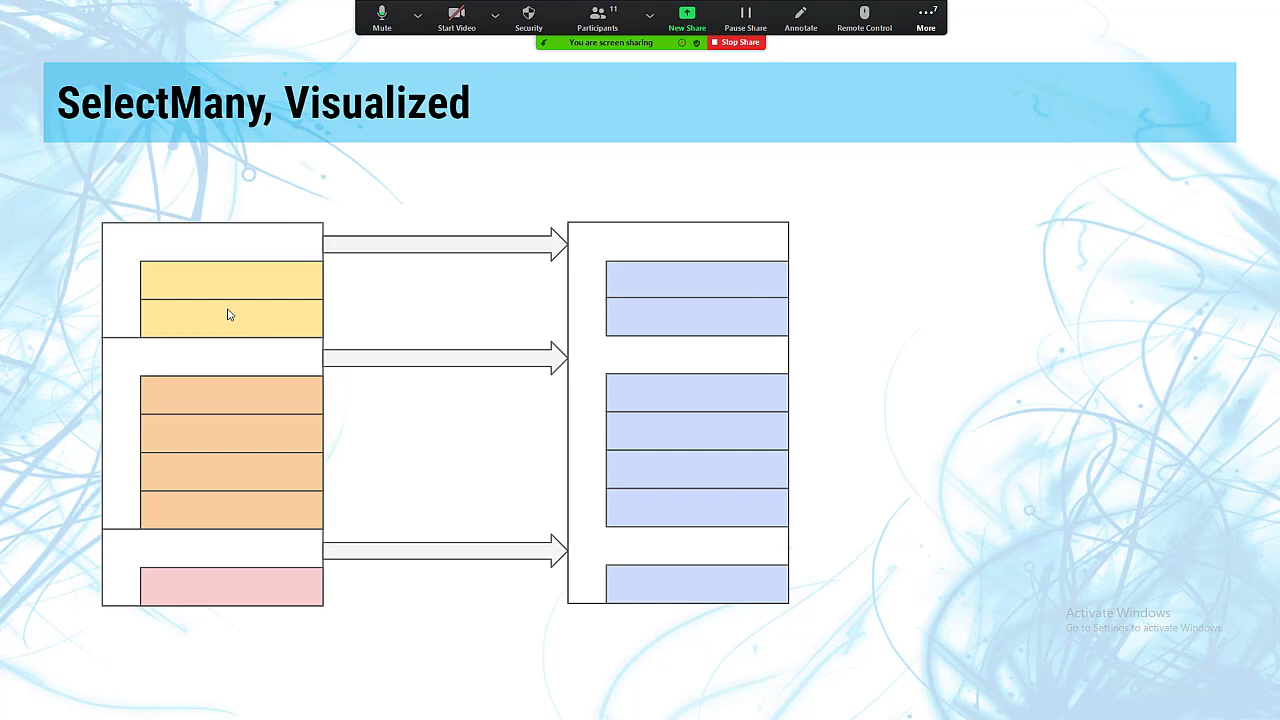 11
7
Mute
Start Video
Security
Participants
New Share
Pause Share
Annotate
Remote Control
More
You are screen sharing
Stop Share
SelectMany, Visualized
Activate Windows
Go to Settings to activate Windows.